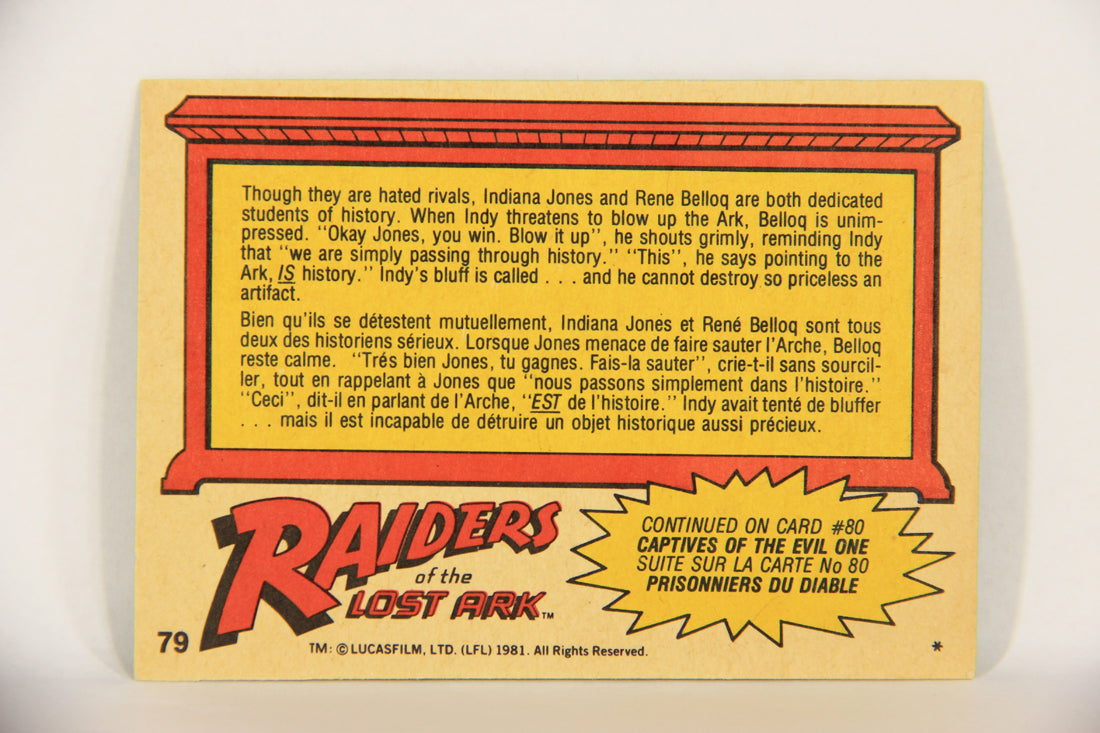 Though they are hated rivals, Indiana Jones and Rene Belloq are both dedicated
students of history. When Indy threatens to blow up the Ark, Belloq is unim-
pressed. ‘‘Okay Jones, you win. Blow it up’’, he shouts grimly, reminding Indy
that ‘‘we are simply passing through history.’’ ‘‘This’’, he says pointing to the
Ark, IS history.’’ Indy's bluff is called . . . and he cannot destroy so priceless an
artifact.
Bien qu'ils se détestent mutuellement, Indiana Jones et René Belloq sont tous
deux des historiens sérieux. Lorsque Jones menace de faire sauter l'Arche, Belloq
reste calme. ‘‘Trés bien Jones, tu gagnes. Fais-la sauter’’, crie-t-il sans sourcil-
ler, tout en rappelant à Jones que ‘‘nous passons simplement dans l'histoire.’’
‘‘Ceci’’, dit-il en parlant de l'Arche, ‘‘EST de l'histoire.’’ Indy avait tenté de bluffer
. . . mais il est incapable de détruire un objet historique aussi précieux.
RAIDERS
of the
LOST ARK™
CONTINUED ON CARD #80
CAPTIVES OF THE EVIL ONE
SUITE SUR LA CARTE No 80
PRISONNIERS DU DIABLE
79
TM: © LUCASFILM, LTD. (LFL) 1981. All Rights Reserved.
*